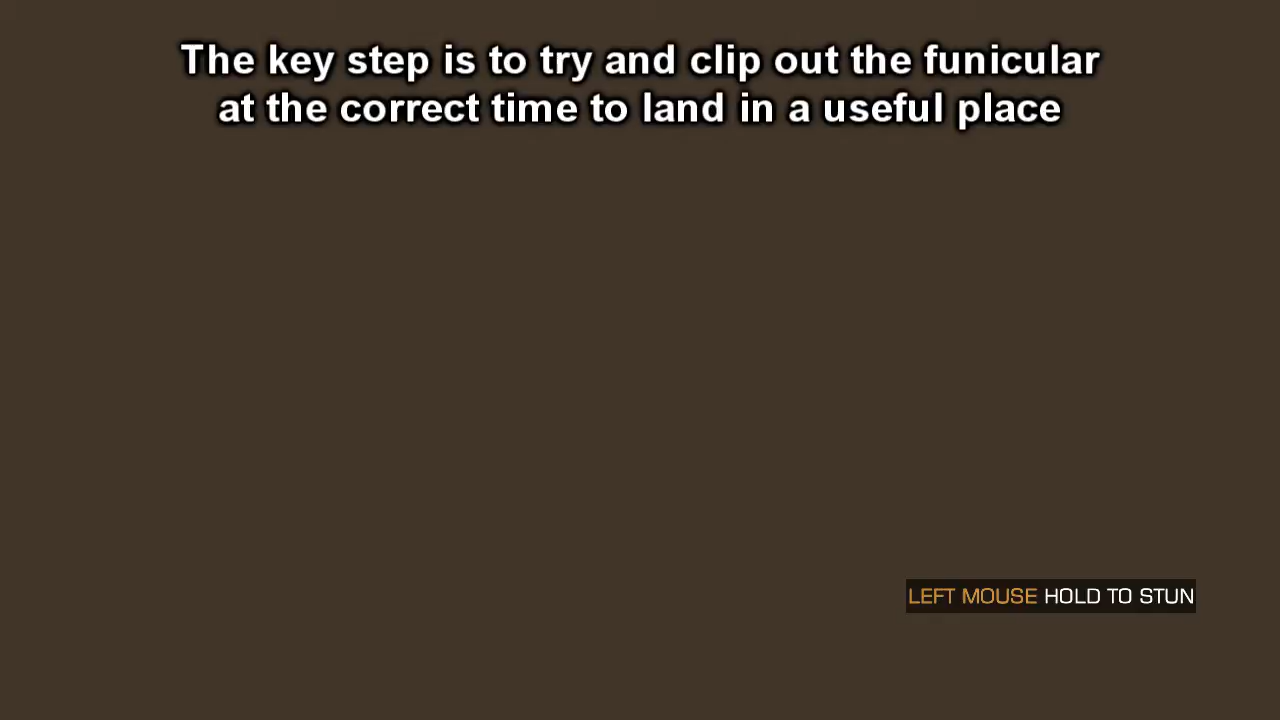 The key step is to try and clip out the funicular
at the correct time to land in a useful place
LEFT MOUSE HOLD TO STUN